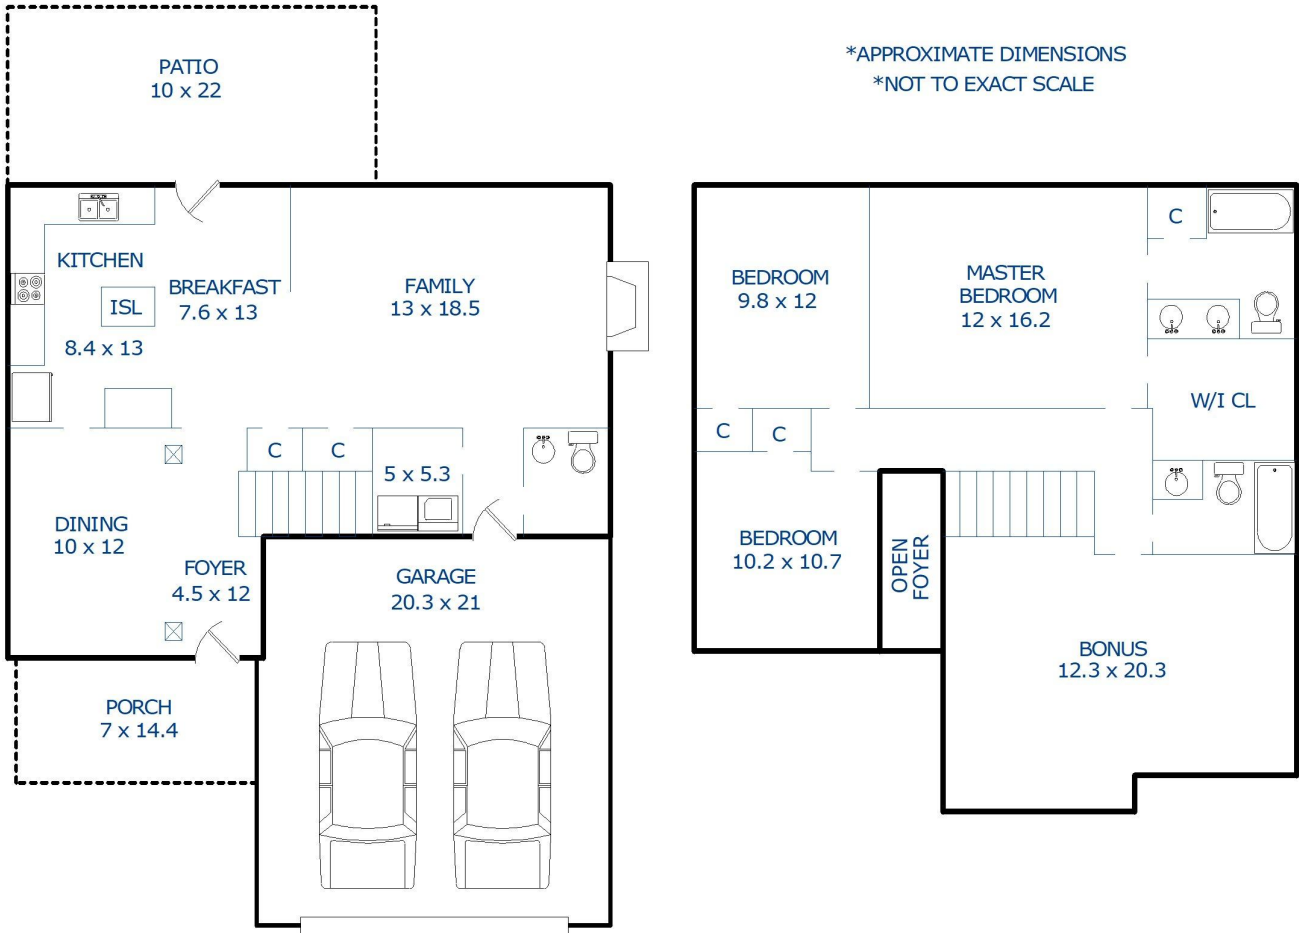 PATIO
10 x 22
*APPROXIMATE DIMENSIONS
*NOT TO EXACT SCALE
KITCHEN
ISL
8.4 x 13
BREAKFAST
7.6 x 13
FAMILY
13 x 18.5
C
C
5 x 5.3
DINING
10 x 12
FOYER
4.5 x 12
GARAGE
20.3 x 21
PORCH
7 x 14.4
BEDROOM
9.8 x 12
MASTER
BEDROOM
12 x 16.2
C
W/I CL
C
C
BEDROOM
10.2 x 10.7
OPEN
FOYER
BONUS
12.3 x 20.3